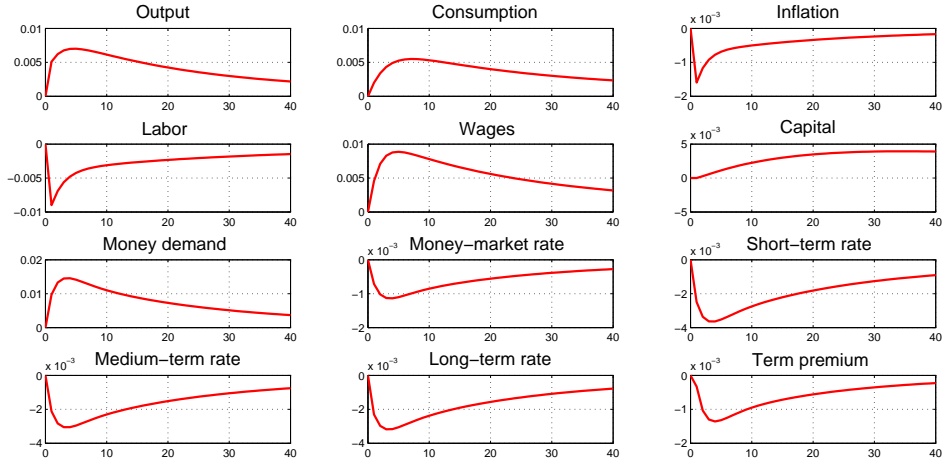 Output
Consumption
Inflation
0.01
0.005
0
0 10 20 30 40
0.01
0.005
0
0 10 20 30 40
x 10⁻³
0
−1
−2
0 10 20 30 40
Labor
Wages
Capital
0
−0.005
−0.01
0 10 20 30 40
0.01
0.005
0
0 10 20 30 40
x 10⁻³
5
0
−5
0 10 20 30 40
Money demand
Money−market rate
Short−term rate
0.02
0.01
0
0 10 20 30 40
x 10⁻³
0
−1
−2
0 10 20 30 40
x 10⁻³
0
−2
−4
0 10 20 30 40
Medium−term rate
Long−term rate
Term premium
x 10⁻³
0
−2
−4
0 10 20 30 40
x 10⁻³
0
−2
−4
0 10 20 30 40
x 10⁻³
0
−1
−2
0 10 20 30 40